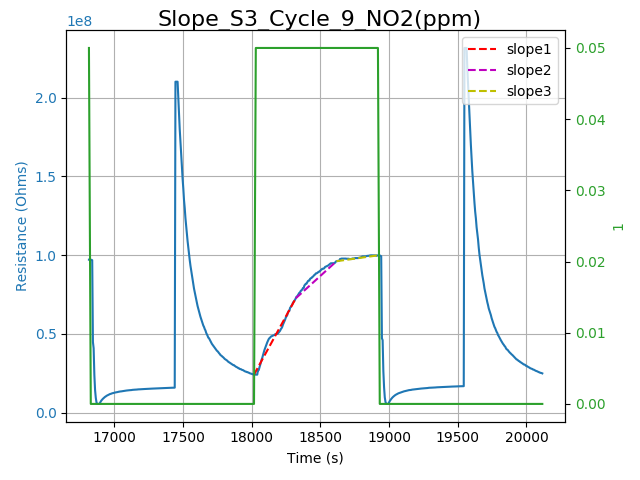 Slope_S3_Cycle_9_NO2(ppm)
1e8
slope1
slope2
slope3
2.0
1.5
1.0
0.5
0.0
Resistance (Ohms)
0.05
0.04
0.03
0.02
0.01
0.00
1
17000 17500 18000 18500 19000 19500 20000
Time (s)